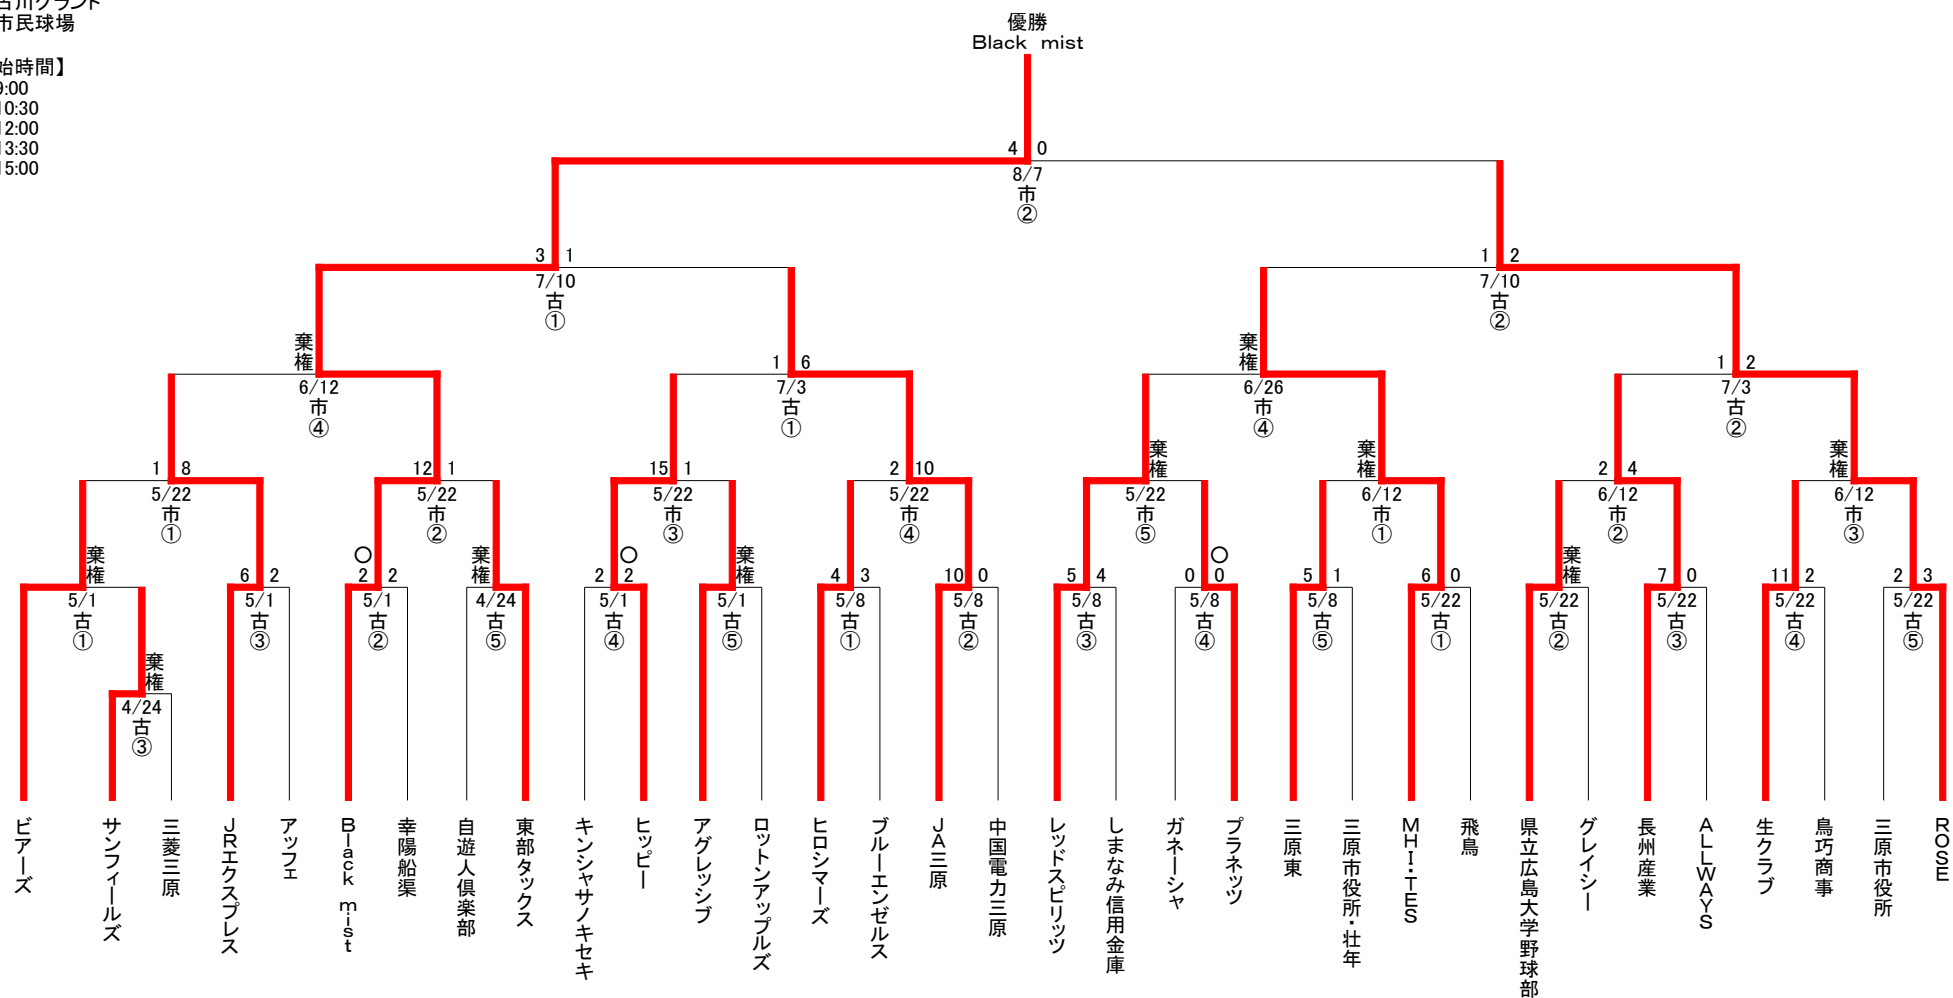 古川グランド
市民球場
始時間】
9:00
10:30
12:00
13:30
15:00
優勝
Black mist
4 0
8/7
市
②
3 1
7/10
古
①
1 2
7/10
古
②
棄権
6/12
市
④
1 6
7/3
古
①
棄権
6/26
市
④
1 2
7/3
古
②
1 8
5/22
市
①
12 1
5/22
市
②
15 1
5/22
市
③
2 10
5/22
市
④
棄権
5/22
市
⑤
棄権
6/12
市
①
2 4
6/12
市
②
棄権
6/12
市
③
棄権
5/1
古
①
6 2
5/1
古
③
○
2 2
5/1
古
②
棄権
4/24
古
⑤
○
2 2
5/1
古
④
棄権
5/1
古
⑤
4 3
5/8
古
①
10 0
5/8
古
②
5 4
5/8
古
③
○
0 0
5/8
古
④
5 1
5/8
古
⑤
6 0
5/22
古
①
棄権
5/22
古
②
7 0
5/22
古
③
11 2
5/22
古
④
2 3
5/22
古
⑤
棄権
4/24
古
③
ビアーズ
サンフィールズ
三菱三原
JRエクスプレス
アッフェ
Black mist
幸陽船渠
自遊人倶楽部
東部タックス
キンシャサノキセキ
ヒッピー
アグレッシブ
ロットンアップルズ
ヒロシマーズ
ブルーエンゼルス
JA三原
中国電力三原
レッドスピリッツ
しまなみ信用金庫
ガネーシャ
プラネッツ
三原東
三原市役所・壮年
MHI・TES
飛鳥
県立広島大学野球部
グレイシー
長州産業
ALLWAYS
生クラブ
鳥巧商事
三原市役所
ROSE